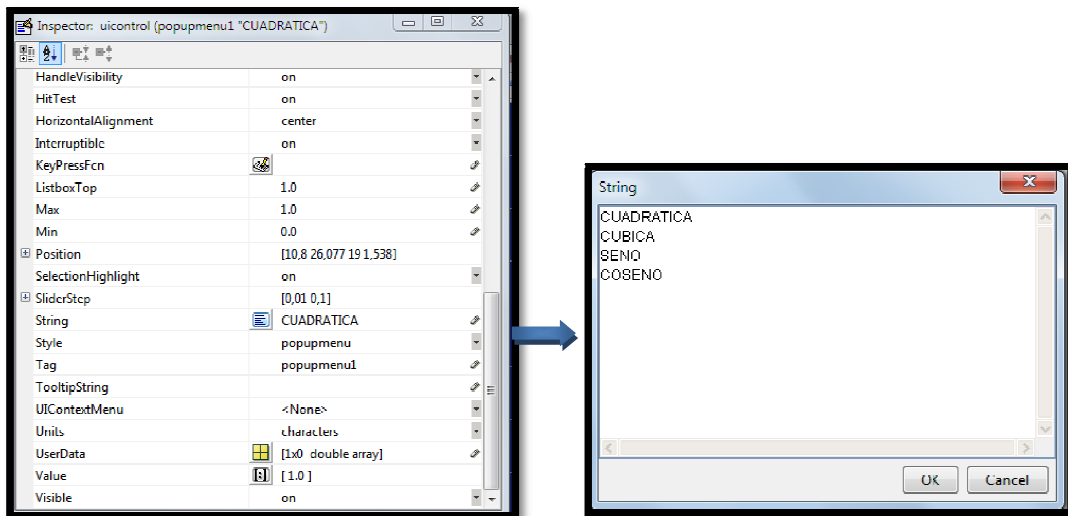 Inspector: uicontrol (popupmenu1 "CUADRATICA")
HandleVisibility on
HitTest on
HorizontalAlignment center
Interruptible on
KeyPressFcn
ListboxTop 1.0
Max 1.0
Min 0.0
Position [10,8 26,077 19 1,538]
SelectionHighlight on
SliderStep [0,01 0,1]
String CUADRATICA
Style popupmenu
Tag popupmenu1
TooltipString
UIContextMenu <None>
Units characters
UserData [1x0 double array]
Value [ 1.0 ]
Visible on
String
CUADRATICA
CUBICA
SENO
COSENO
OK Cancel